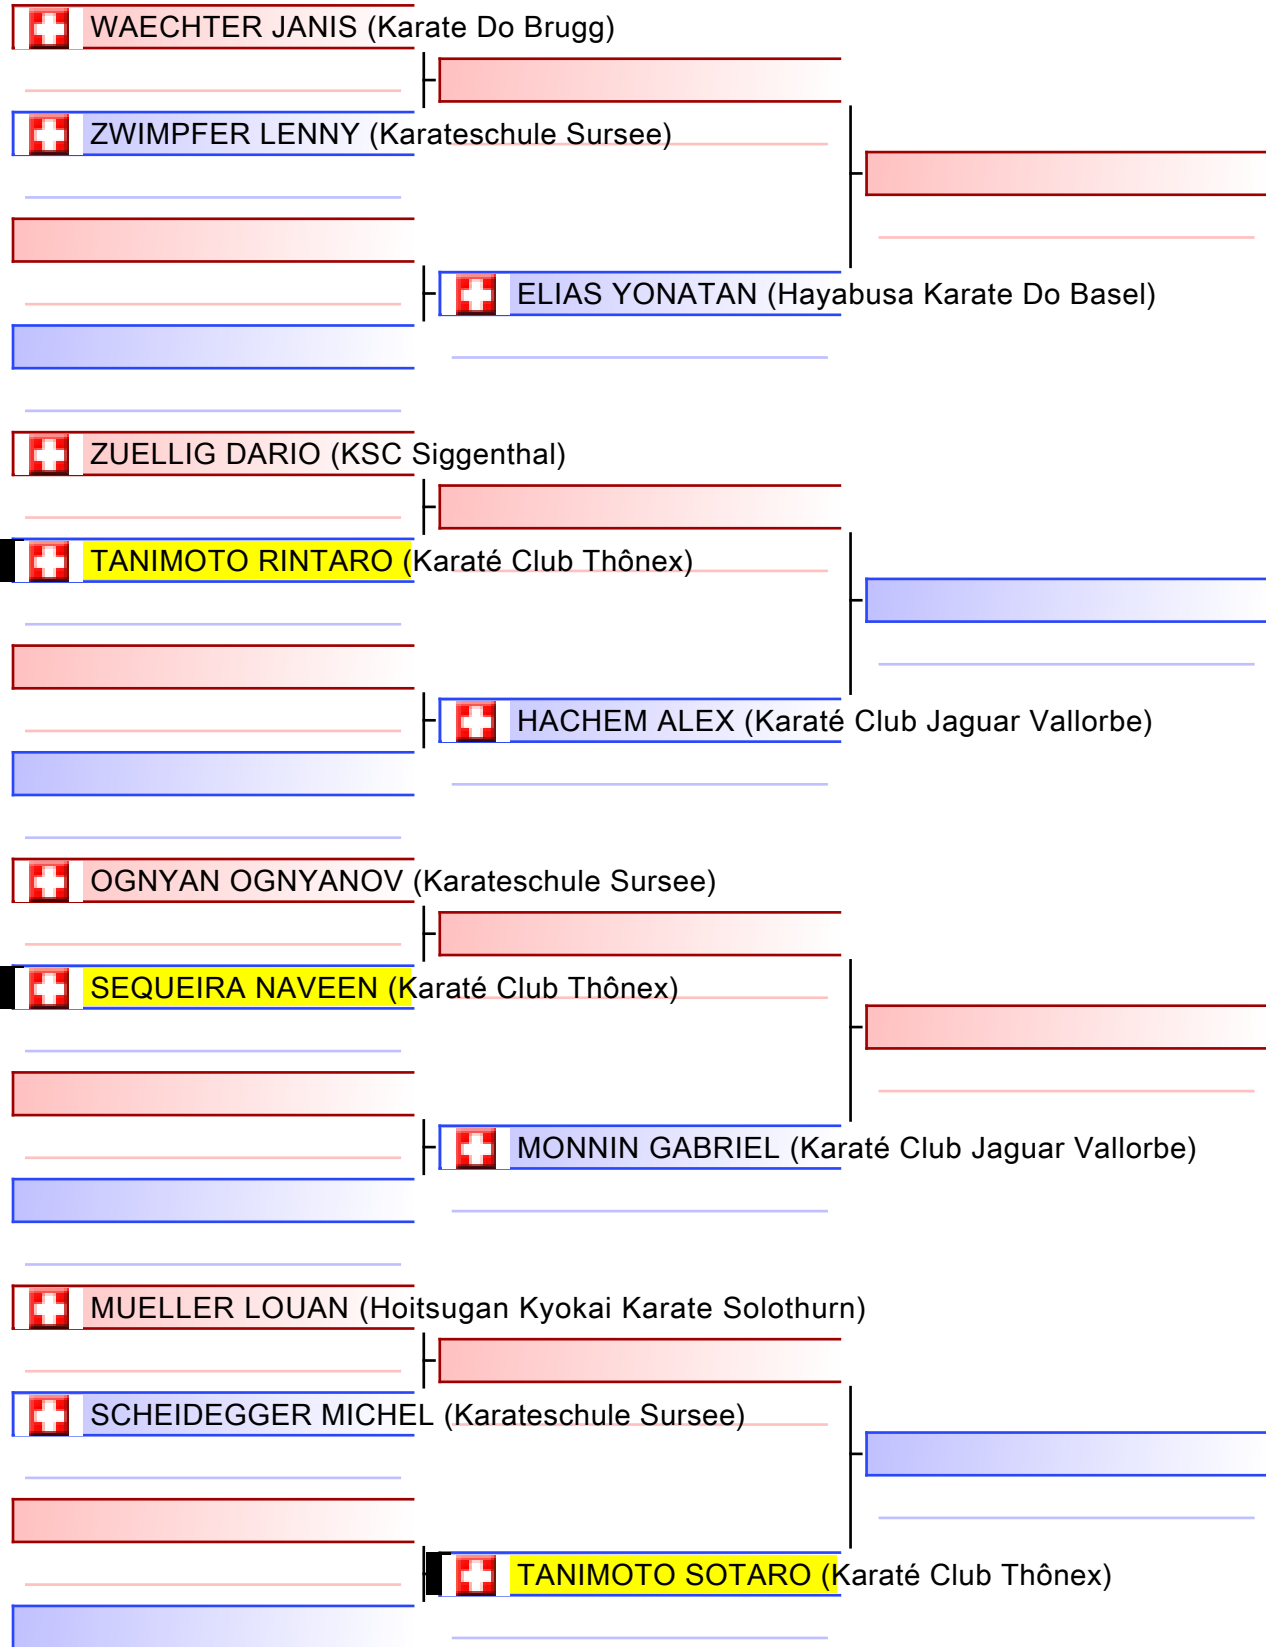 WAECHTER JANIS (Karate Do Brugg)
ZWIMPFER LENNY (Karateschule Sursee)
ELIAS YONATAN (Hayabusa Karate Do Basel)
ZUELLIG DARIO (KSC Siggenthal)
TANIMOTO RINTARO (Karaté Club Thônex)
HACHEM ALEX (Karaté Club Jaguar Vallorbe)
OGNYAN OGNYANOV (Karateschule Sursee)
SEQUEIRA NAVEEN (Karaté Club Thônex)
MONNIN GABRIEL (Karaté Club Jaguar Vallorbe)
MUELLER LOUAN (Hoitsugan Kyokai Karate Solothurn)
SCHEIDEGGER MICHEL (Karateschule Sursee)
TANIMOTO SOTARO (Karaté Club Thônex)